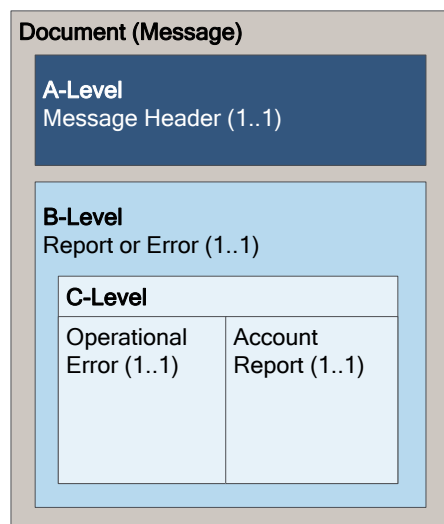 Document (Message)
A-Level
Message Header (1..1)
B-Level
Report or Error (1..1)
C-Level
Operational
Error (1..1)
Account
Report (1..1)